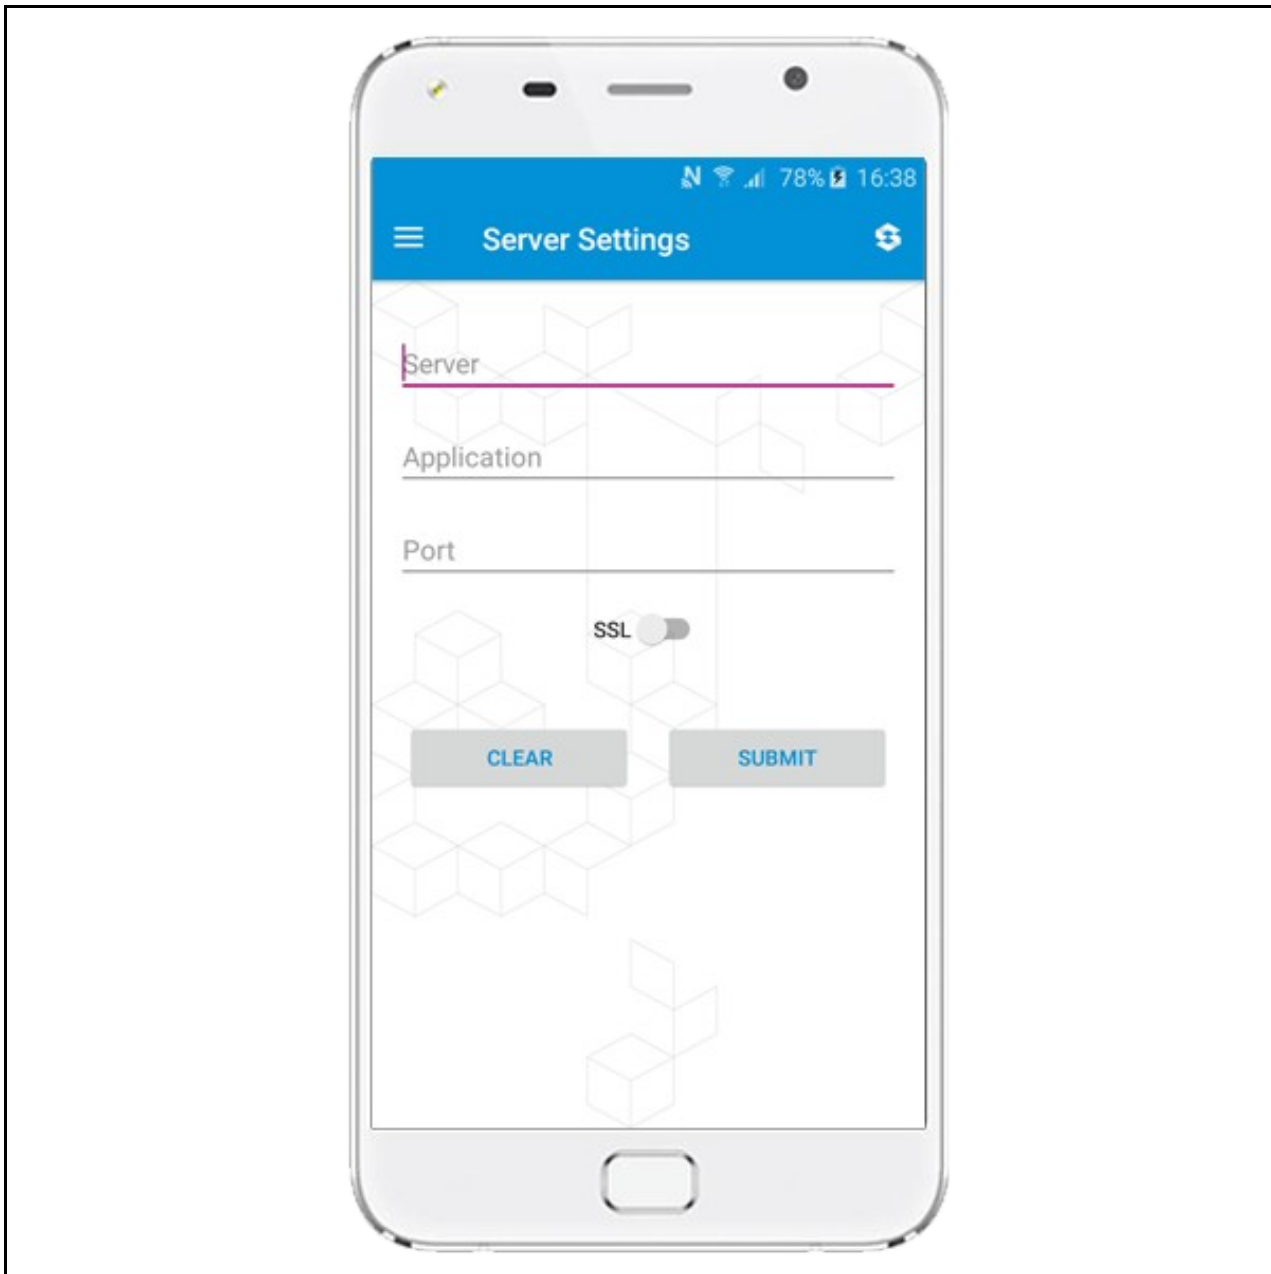 78% 16:38
Server Settings
Server
Application
Port
SSL
CLEAR SUBMIT